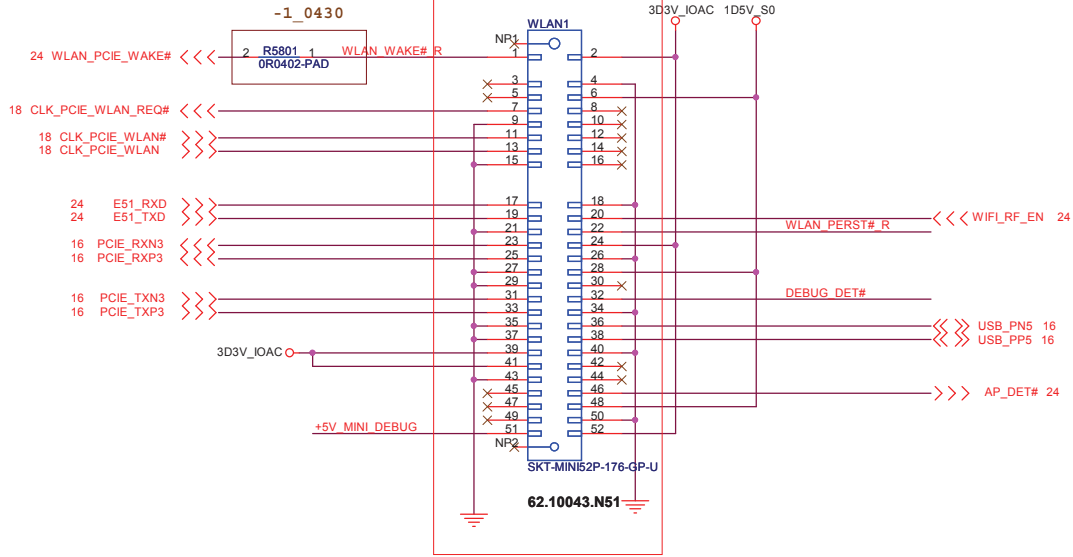 -1_0430
3D3V_IOAC 1D5V_S0
WLAN1
NP1
24 WLAN_PCIE_WAKE# 2 R5801 1 WLAN_WAKE#_R 1 2
0R0402-PAD
3 4
5 6
18 CLK_PCIE_WLAN_REQ# 7 8
9 10
18 CLK_PCIE_WLAN# 11 12
18 CLK_PCIE_WLAN 13 14
15 16
24 E51_RXD 17 18
24 E51_TXD 19 20 WIFI_RF_EN 24
21 22 WLAN_PERST#_R
16 PCIE_RXN3 23 24
16 PCIE_RXP3 25 26
27 28
29 30
16 PCIE_TXN3 31 32 DEBUG_DET#
16 PCIE_TXP3 33 34
35 36 USB_PN5 16
37 38 USB_PP5 16
3D3V_IOAC 39 40
41 42
43 44
45 46 AP_DET# 24
47 48
49 50
+5V_MINI_DEBUG 51 52
NP2
SKT-MINI52P-176-GP-U
62.10043.N51